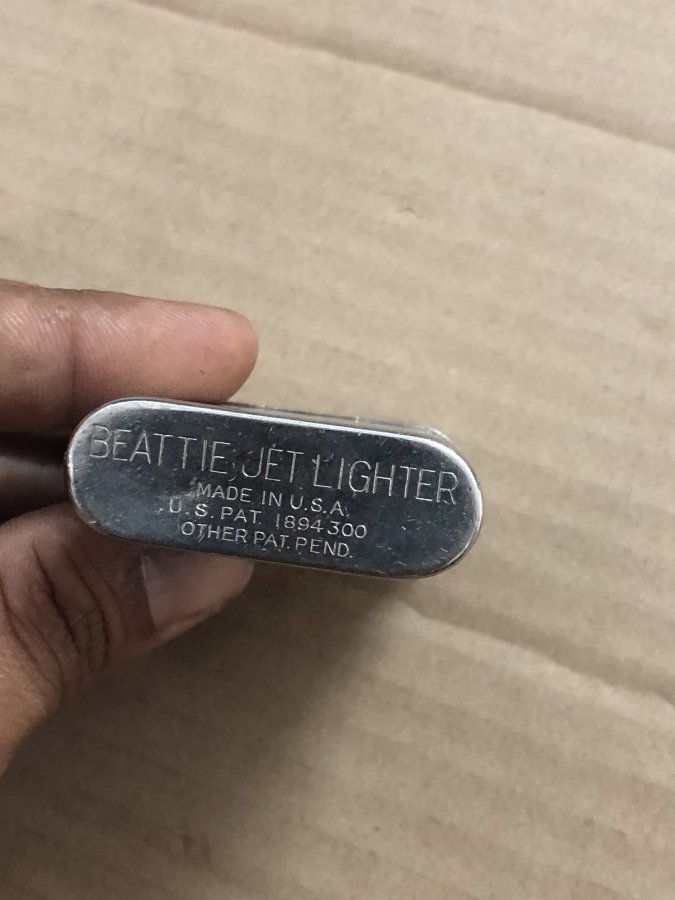 BEATTIE JET LIGHTER
MADE IN U.S.A.
U.S. PAT. 1894300
OTHER PAT. PEND.